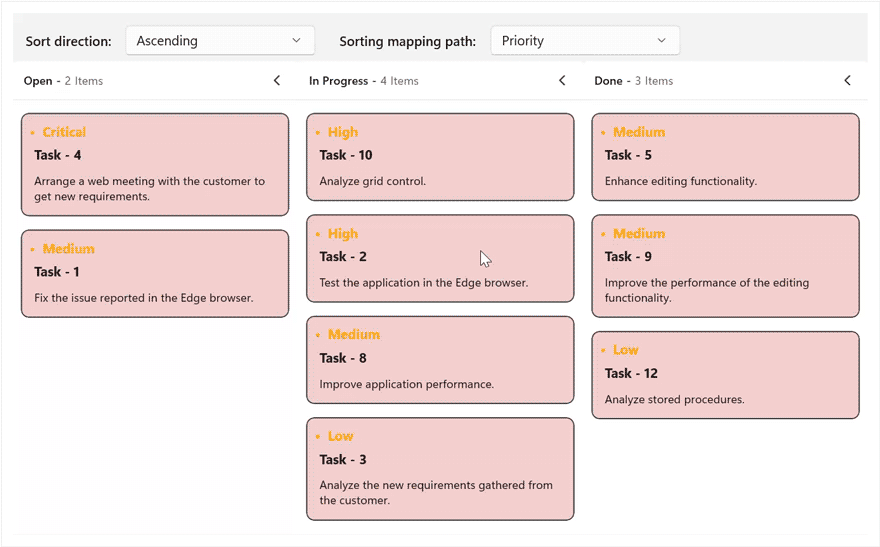 Sort direction: Ascending Sorting mapping path: Priority
Open - 2 Items
Critical
Task - 4
Arrange a web meeting with the customer to
get new requirements.
Medium
Task - 1
Fix the issue reported in the Edge browser.
In Progress - 4 Items
High
Task - 10
Analyze grid control.
High
Task - 2
Test the application in the Edge browser.
Medium
Task - 8
Improve application performance.
Low
Task - 3
Analyze the new requirements gathered from
the customer.
Done - 3 Items
Medium
Task - 5
Enhance editing functionality.
Medium
Task - 9
Improve the performance of the editing
functionality.
Low
Task - 12
Analyze stored procedures.